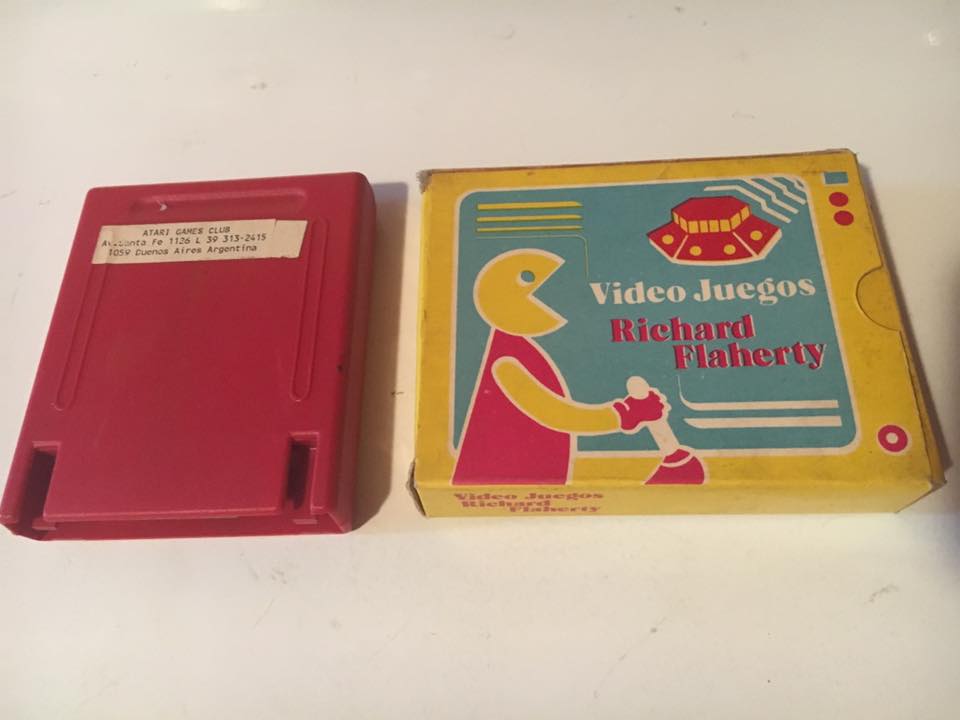 ATARI GAMES CLUB
Fe 1126 L 39 313-2415
1059 Buenos Aires Argentina
Video Juegos
Richard
Flaherty
Video Juegos
Richard
Flaherty